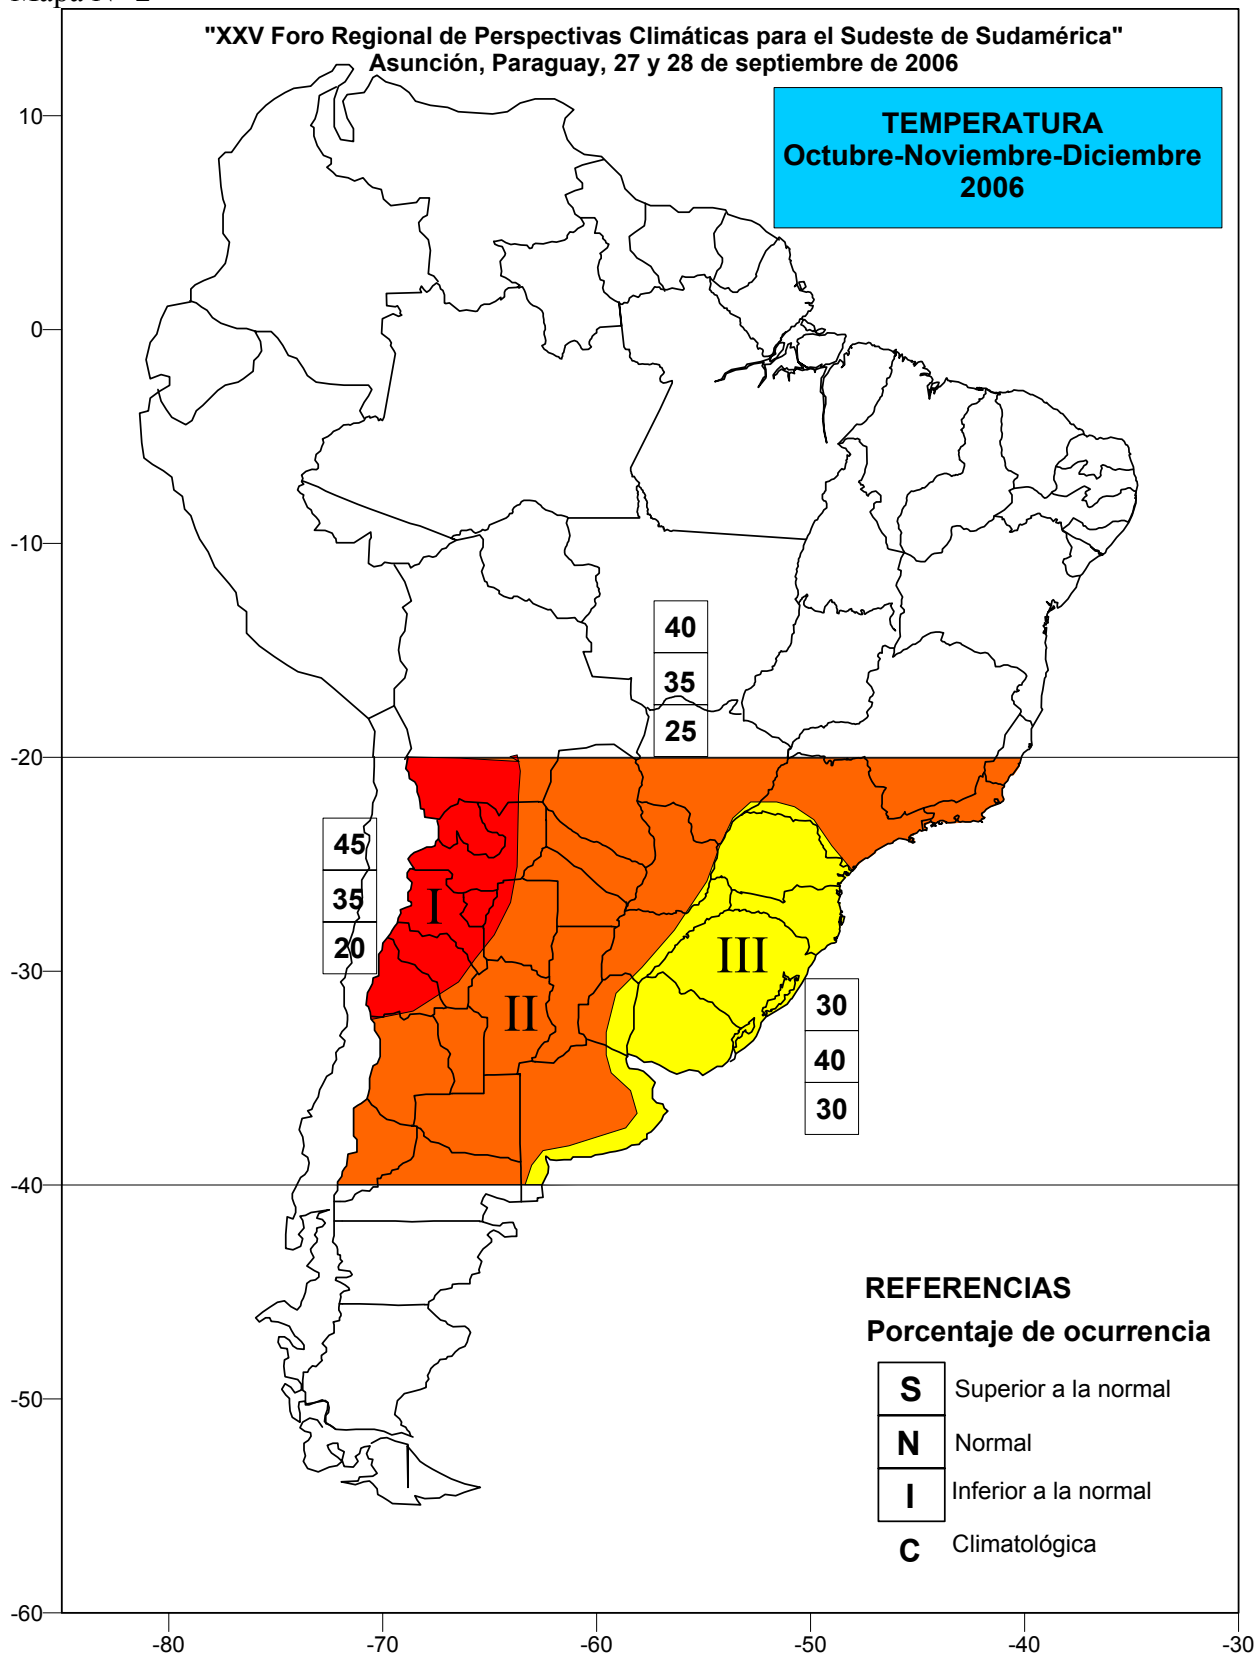 "XXV Foro Regional de Perspectivas Climáticas para el Sudeste de Sudamérica"
Asunción, Paraguay, 27 y 28 de septiembre de 2006
TEMPERATURA
Octubre-Noviembre-Diciembre
2006
10
0
-10
-20
-30
-40
-50
-60
40
35
25
45
35
20
I
II
III
30
40
30
REFERENCIAS
Porcentaje de ocurrencia
S Superior a la normal
N Normal
I Inferior a la normal
C Climatológica
-80 -70 -60 -50 -40 -30